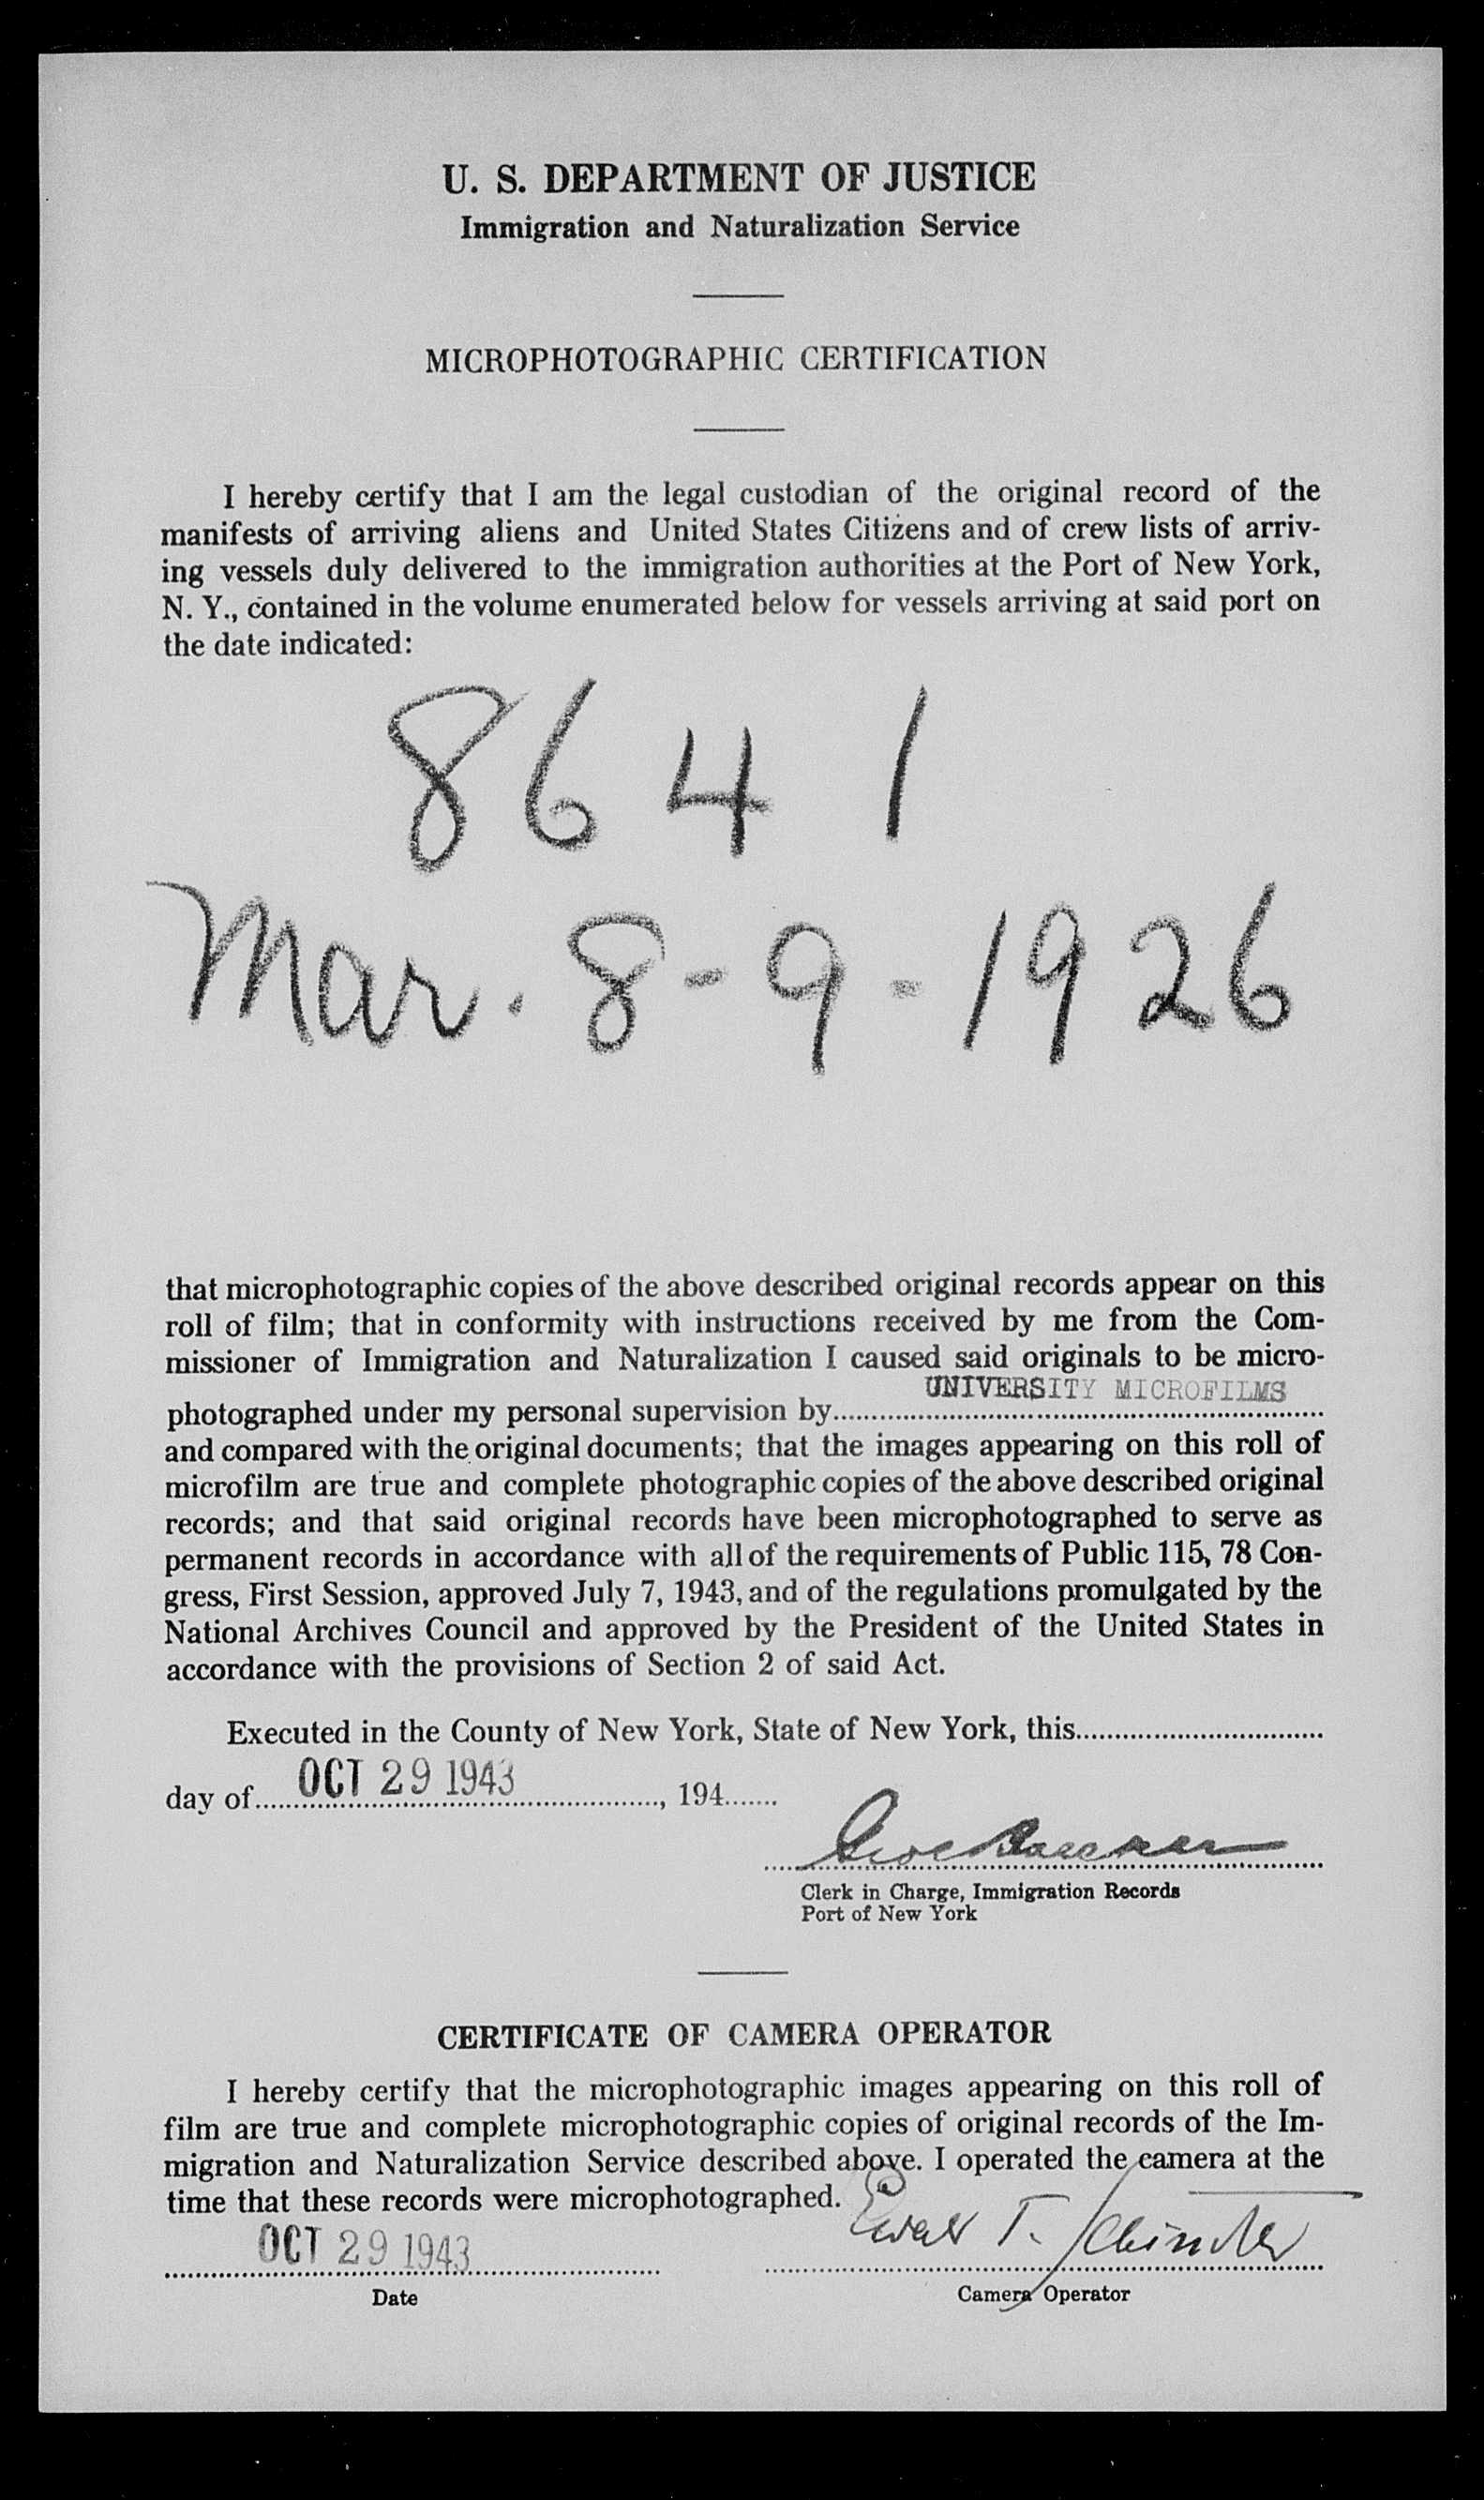 U. S. DEPARTMENT OF JUSTICE
Immigration and Naturalization Service
MICROPHOTOGRAPHIC CERTIFICATION
I hereby certify that I am the legal custodian of the original record of the
manifests of arriving aliens and United States Citizens and of crew lists of arriv-
ing vessels duly delivered to the immigration authorities at the Port of New York,
N. Y., contained in the volume enumerated below for vessels arriving at said port on
the date indicated:
8641
Mar. 8-9-1926
that microphotographic copies of the above described original records appear on this
roll of film; that in conformity with instructions received by me from the Com-
missioner of Immigration and Naturalization I caused said originals to be micro-
UNIVERSITY MICROFILMS
photographed under my personal supervision by
and compared with the original documents; that the images appearing on this roll of
microfilm are true and complete photographic copies of the above described original
records; and that said original records have been microphotographed to serve as
permanent records in accordance with all of the requirements of Public 115, 78 Con-
gress, First Session, approved July 7, 1943, and of the regulations promulgated by the
National Archives Council and approved by the President of the United States in
accordance with the provisions of Section 2 of said Act.
Executed in the County of New York, State of New York, this
day of OCT 29 1943, 194
Clerk in Charge, Immigration Records
Port of New York
CERTIFICATE OF CAMERA OPERATOR
I hereby certify that the microphotographic images appearing on this roll of
film are true and complete microphotographic copies of original records of the Im-
migration and Naturalization Service described above. I operated the camera at the
time that these records were microphotographed.
OCT 29 1943 T. Schindler
Date Camera Operator